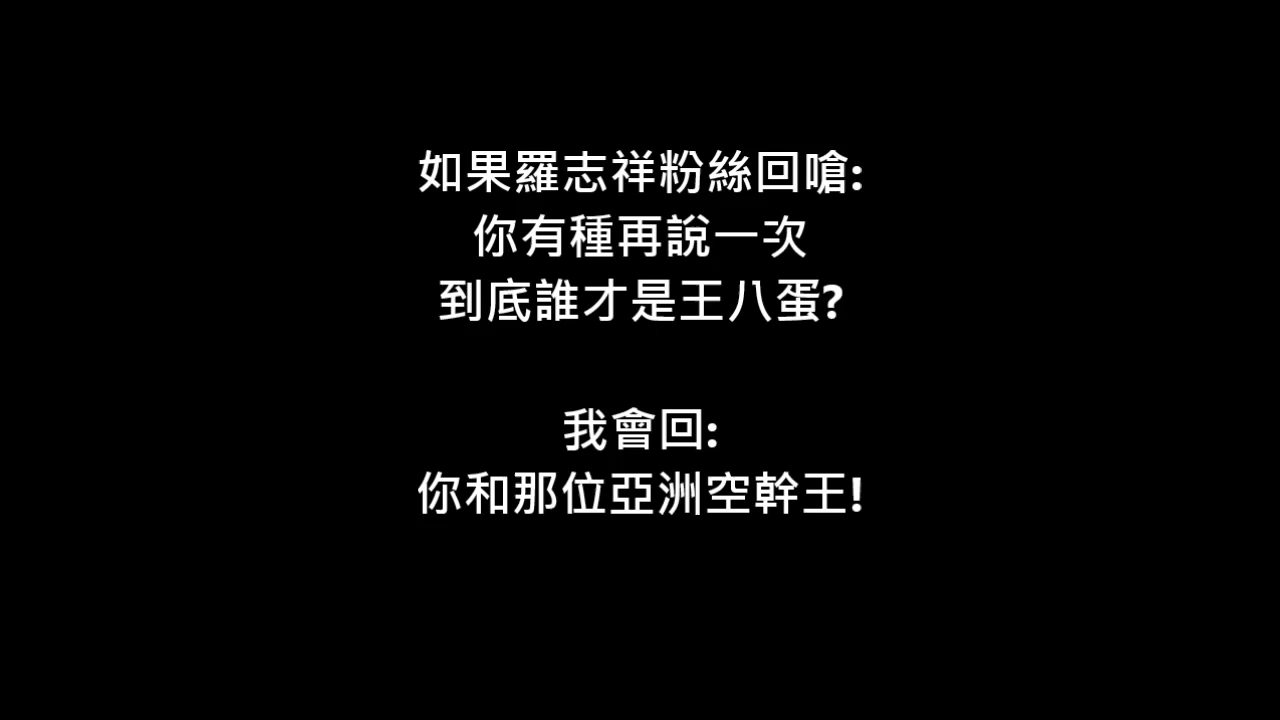 如果羅志祥粉絲回嗆:
你有種再說一次
到底誰才是王八蛋?
我會回:
你和那位亞洲空幹王!